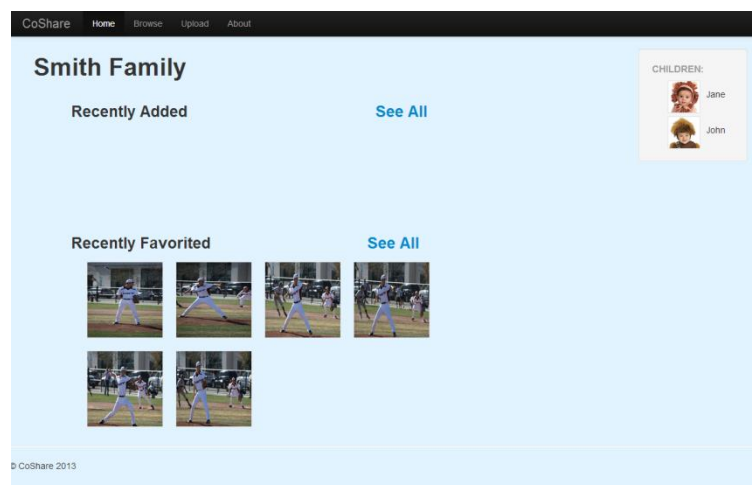 CoShare Home Browse Upload About
Smith Family
CHILDREN:
Jane
John
Recently Added See All
Recently Favorited See All
© CoShare 2013